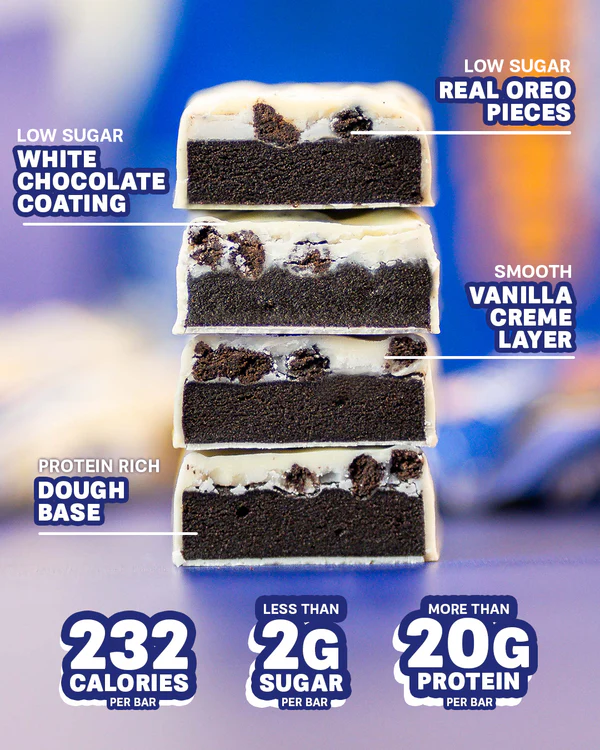 LOW SUGAR
REAL OREO
PIECES
LOW SUGAR
WHITE
CHOCOLATE
COATING
SMOOTH
VANILLA
CREME
LAYER
PROTEIN RICH
DOUGH
BASE
232
CALORIES
PER BAR
LESS THAN
2G
SUGAR
PER BAR
MORE THAN
20G
PROTEIN
PER BAR